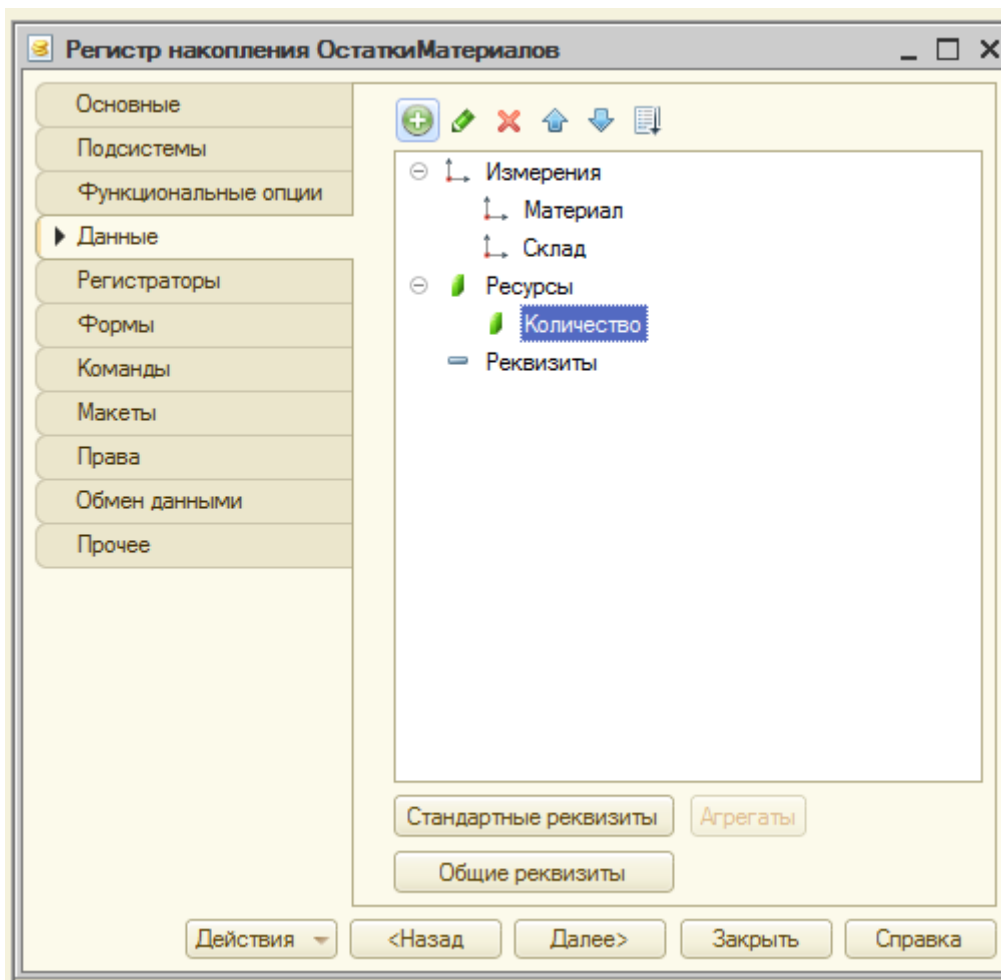 Регистр накопления ОстаткиМатериалов
Основные
Подсистемы
Функциональные опции
Данные
Регистраторы
Формы
Команды
Макеты
Права
Обмен данными
Прочее
Измерения
Материал
Склад
Ресурсы
Количество
Реквизиты
Стандартные реквизиты Агрегаты
Общие реквизиты
Действия <Назад Далее> Закрыть Справка